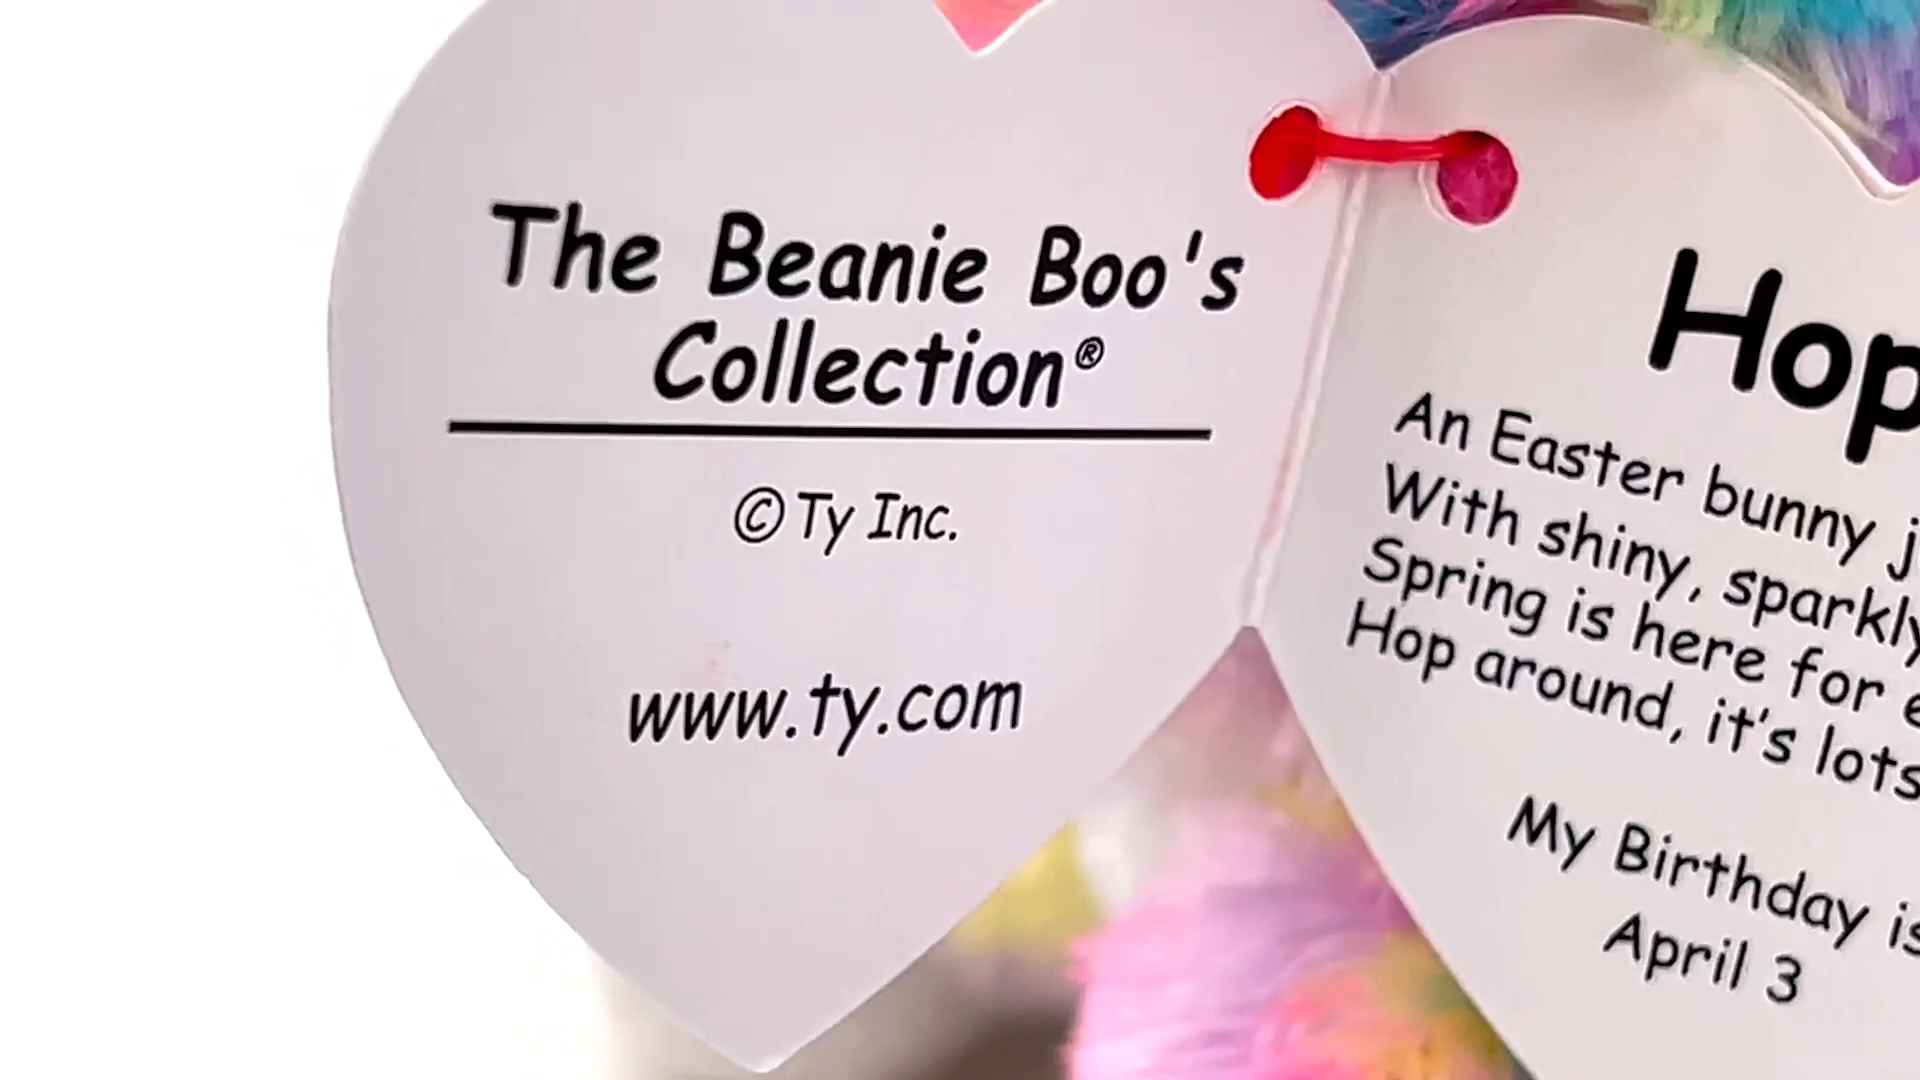 The Beanie Boo's
Collection®
© Ty Inc.
www.ty.com
Hop
An Easter bunny
With shiny, sparkly
Spring is here for
Hop around, it's lots
My Birthday is
April 3